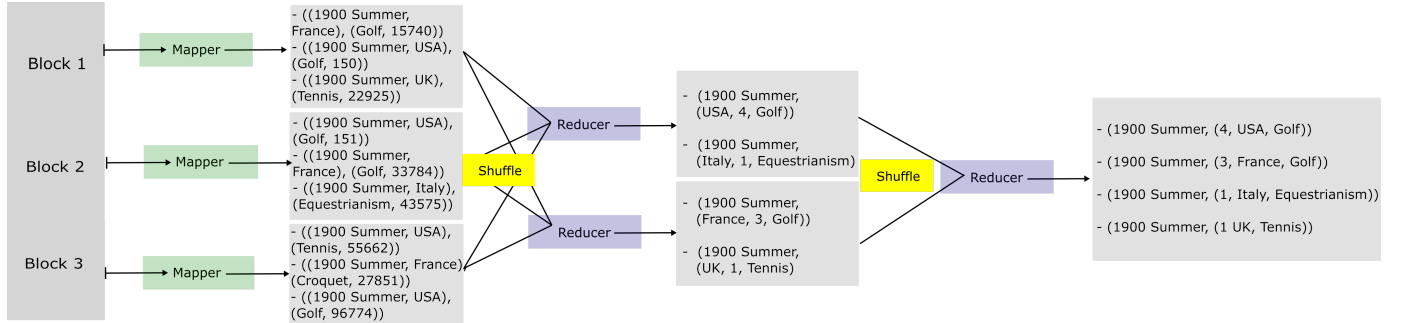 Block 1
Mapper
- ((1900 Summer,
France), (Golf, 15740))
- ((1900 Summer, USA),
(Golf, 150))
- ((1900 Summer, UK),
(Tennis, 22925))
Block 2
Mapper
- ((1900 Summer, USA),
(Golf, 151))
- ((1900 Summer,
France), (Golf, 33784))
- ((1900 Summer, Italy),
(Equestrianism, 43575))
Block 3
Mapper
- ((1900 Summer, USA),
(Tennis, 55662))
- ((1900 Summer, France)
(Croquet, 27851))
- ((1900 Summer, USA),
(Golf, 96774))
Shuffle
Reducer
Reducer
- (1900 Summer,
(USA, 4, Golf))
- (1900 Summer,
(Italy, 1, Equestrianism)
- (1900 Summer,
(France, 3, Golf))
- (1900 Summer,
(UK, 1, Tennis)
Shuffle
Reducer
- (1900 Summer, (4, USA, Golf))
- (1900 Summer, (3, France, Golf))
- (1900 Summer, (1, Italy, Equestrianism))
- (1900 Summer, (1 UK, Tennis))